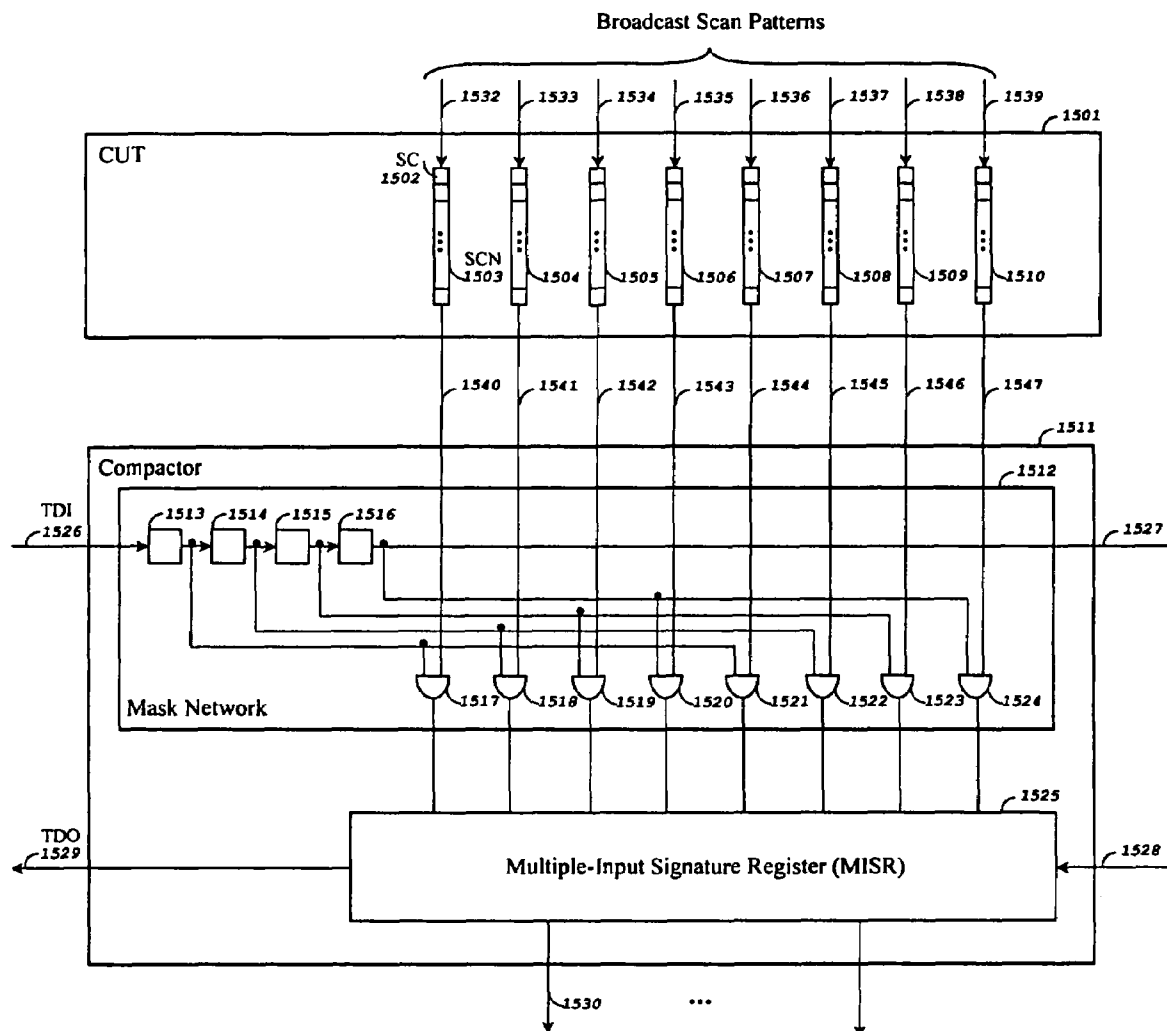 Broadcast Scan Patterns
1532 1533 1534 1535 1536 1537 1538 1539
1501
CUT
SC
1502
SCN
1503 1504 1505 1506 1507 1508 1509 1510
1540 1541 1542 1543 1544 1545 1546 1547
1511
Compactor
1512
TDI
1526
1513 1514 1515 1516
1527
1517 1518 1519 1520 1521 1522 1523 1524
Mask Network
1525
TDO
1529
Multiple-Input Signature Register (MISR)
1528
1530